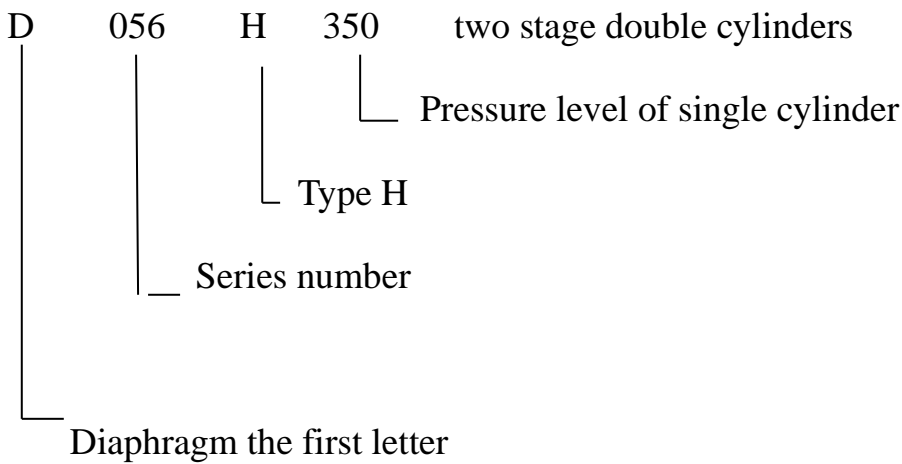 D 056 H 350 two stage double cylinders
Pressure level of single cylinder
Type H
Series number
Diaphragm the first letter